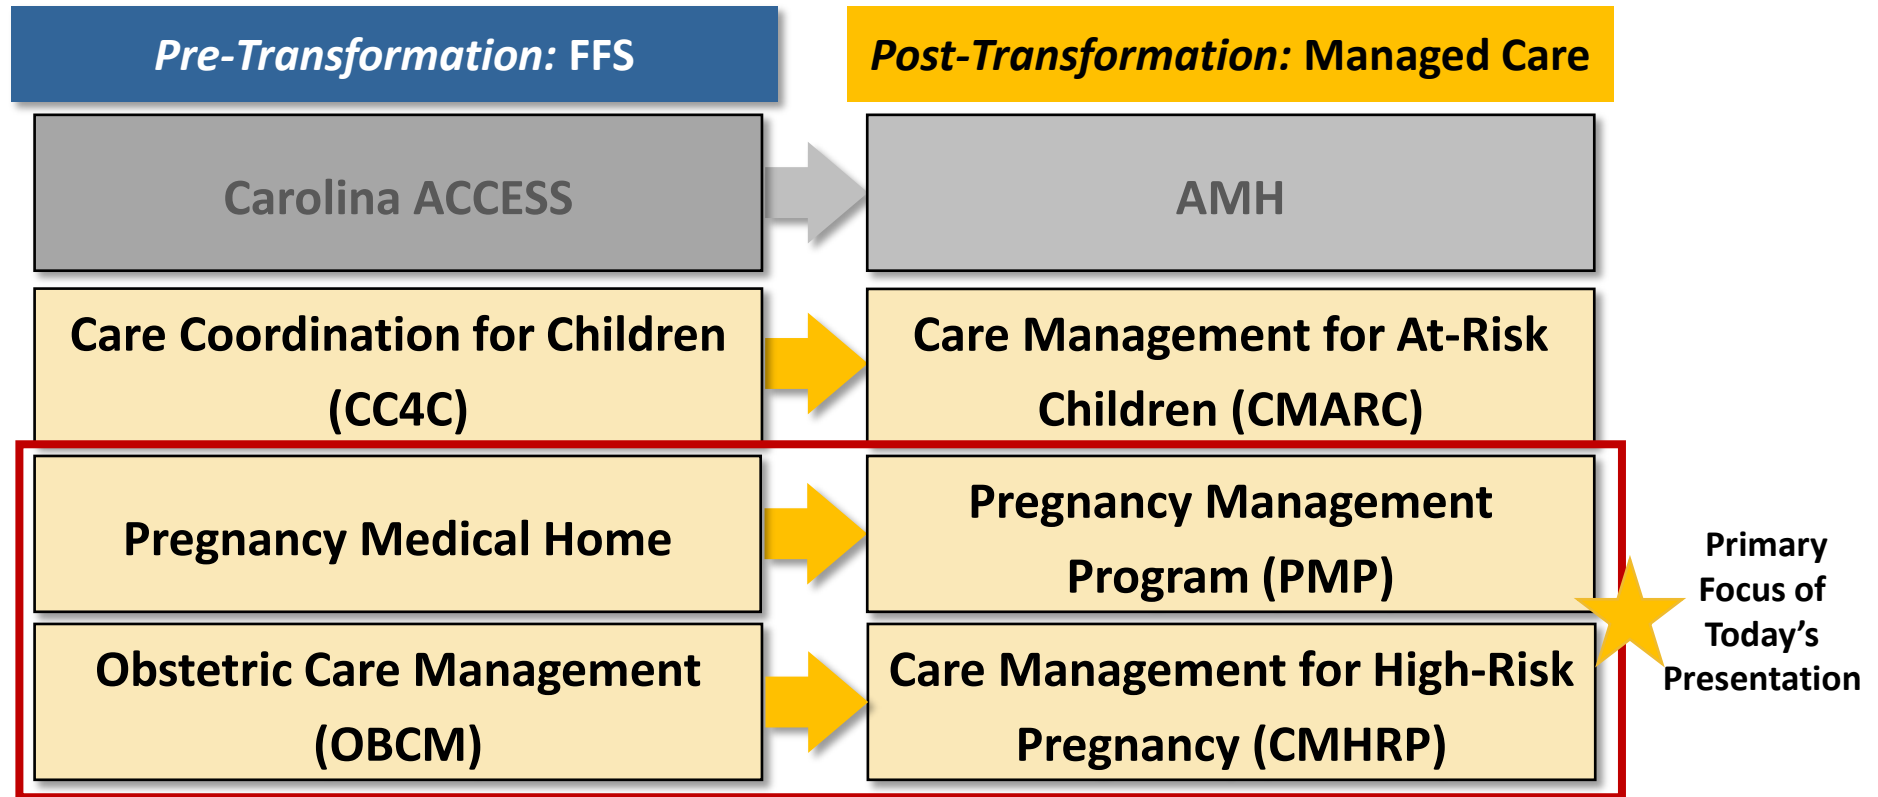 Pre-Transformation: FFS
Post-Transformation: Managed Care
Carolina ACCESS
AMH
Care Coordination for Children
(CC4C)
Care Management for At-Risk
Children (CMARC)
Pregnancy Medical Home
Pregnancy Management
Program (PMP)
Obstetric Care Management
(OBCM)
Care Management for High-Risk
Pregnancy (CMHRP)
Primary
Focus of
Today’s
Presentation